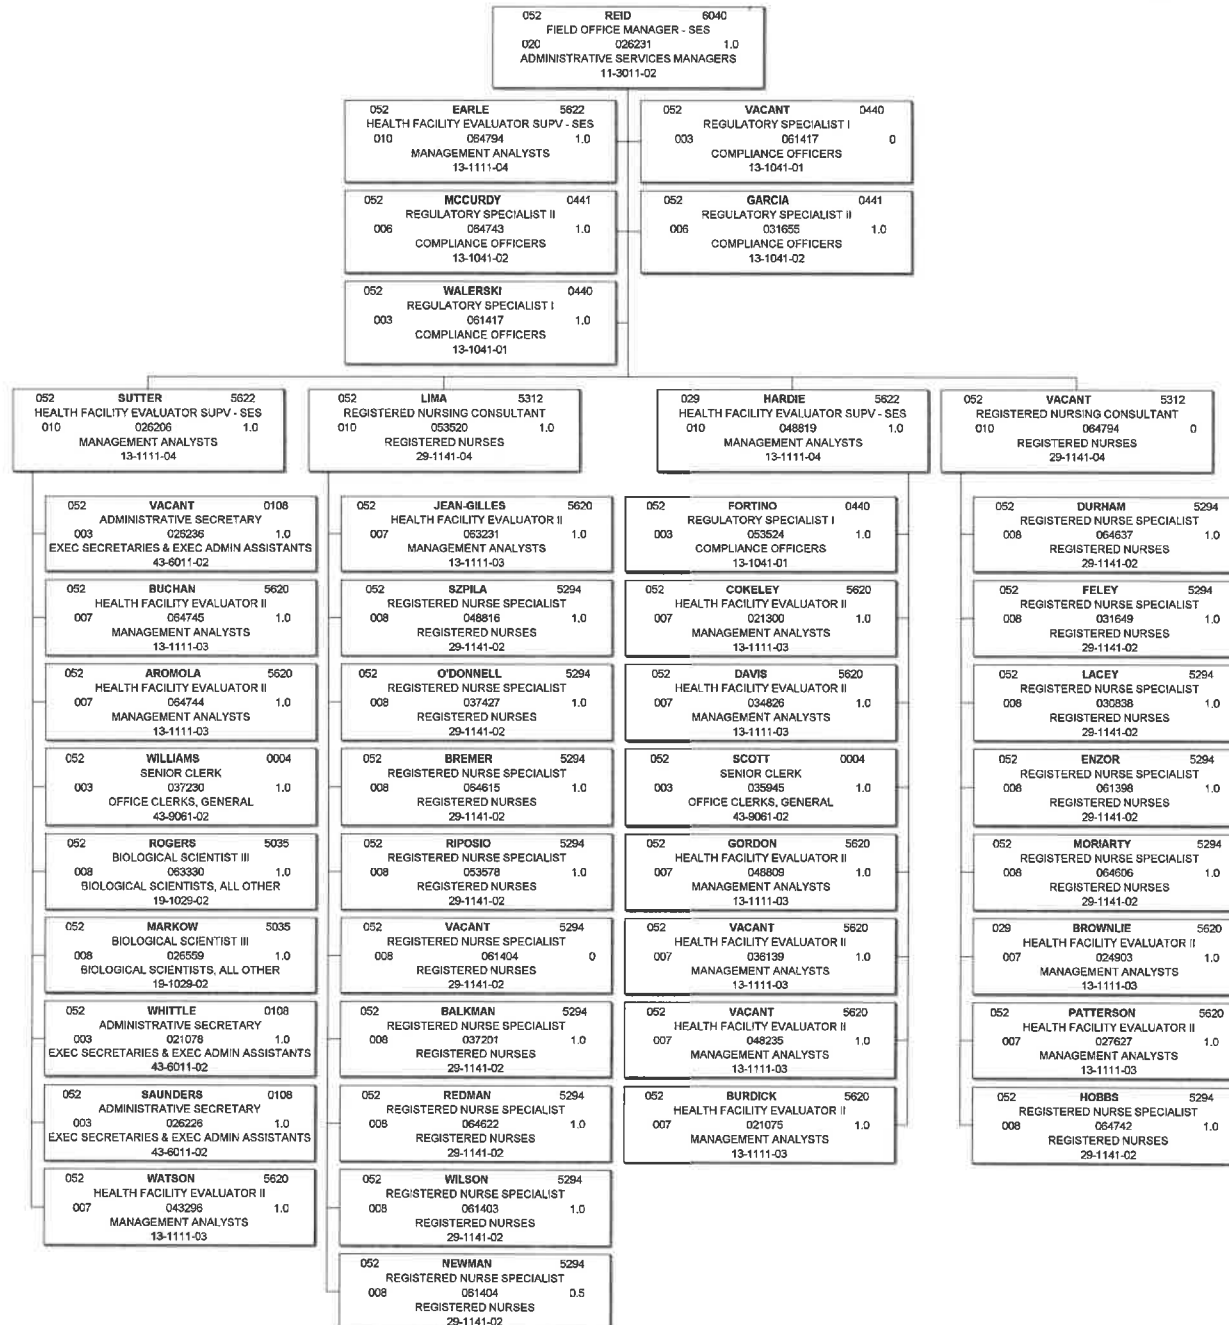 052 REID 6040
FIELD OFFICE MANAGER - SES
020 026231 1.0
ADMINISTRATIVE SERVICES MANAGERS
11-3011-02
052 EARLE 5622
HEALTH FACILITY EVALUATOR SUPV - SES
010 064794 1.0
MANAGEMENT ANALYSTS
13-1111-04
052 VACANT 0440
REGULATORY SPECIALIST I
003 061417 0
COMPLIANCE OFFICERS
13-1041-01
052 MCCURDY 0441
REGULATORY SPECIALIST II
006 064743 1.0
COMPLIANCE OFFICERS
13-1041-02
052 GARCIA 0441
REGULATORY SPECIALIST II
006 031655 1.0
COMPLIANCE OFFICERS
13-1041-02
052 WALERSKI 0440
REGULATORY SPECIALIST I
003 061417 1.0
COMPLIANCE OFFICERS
13-1041-01
052 SUTTER 5622
HEALTH FACILITY EVALUATOR SUPV - SES
010 026206 1.0
MANAGEMENT ANALYSTS
13-1111-04
052 LIMA 5312
REGISTERED NURSING CONSULTANT
010 053520 1.0
REGISTERED NURSES
29-1141-04
029 HARDIE 5622
HEALTH FACILITY EVALUATOR SUPV - SES
010 048819 1.0
MANAGEMENT ANALYSTS
13-1111-04
052 VACANT 5312
REGISTERED NURSING CONSULTANT
010 064794 0
REGISTERED NURSES
29-1141-04
052 VACANT 0108
ADMINISTRATIVE SECRETARY
003 026236 1.0
EXEC SECRETARIES & EXEC ADMIN ASSISTANTS
43-6011-02
052 BUCHAN 5620
HEALTH FACILITY EVALUATOR II
007 064745 1.0
MANAGEMENT ANALYSTS
13-1111-03
052 AROMOLA 5620
HEALTH FACILITY EVALUATOR II
007 064744 1.0
MANAGEMENT ANALYSTS
13-1111-03
052 WILLIAMS 0004
SENIOR CLERK
003 037230 1.0
OFFICE CLERKS, GENERAL
43-9061-02
052 ROGERS 5035
BIOLOGICAL SCIENTIST III
008 063330 1.0
BIOLOGICAL SCIENTISTS, ALL OTHER
19-1029-02
052 MARKOW 5035
BIOLOGICAL SCIENTIST III
008 026559 1.0
BIOLOGICAL SCIENTISTS, ALL OTHER
19-1029-02
052 WHITTLE 0108
ADMINISTRATIVE SECRETARY
003 021078 1.0
EXEC SECRETARIES & EXEC ADMIN ASSISTANTS
43-6011-02
052 SAUNDERS 0108
ADMINISTRATIVE SECRETARY
003 026226 1.0
EXEC SECRETARIES & EXEC ADMIN ASSISTANTS
43-6011-02
052 WATSON 5620
HEALTH FACILITY EVALUATOR II
007 043296 1.0
MANAGEMENT ANALYSTS
13-1111-03
052 JEAN-GILLES 5620
HEALTH FACILITY EVALUATOR II
007 063231 1.0
MANAGEMENT ANALYSTS
13-1111-03
052 SZPILA 5294
REGISTERED NURSE SPECIALIST
008 048816 1.0
REGISTERED NURSES
29-1141-02
052 O'DONNELL 5294
REGISTERED NURSE SPECIALIST
008 037427 1.0
REGISTERED NURSES
29-1141-02
052 BREMER 5294
REGISTERED NURSE SPECIALIST
008 064615 1.0
REGISTERED NURSES
29-1141-02
052 RIPOSIO 5294
REGISTERED NURSE SPECIALIST
008 053578 1.0
REGISTERED NURSES
29-1141-02
052 VACANT 5294
REGISTERED NURSE SPECIALIST
008 061404 0
REGISTERED NURSES
29-1141-02
052 BALKMAN 5294
REGISTERED NURSE SPECIALIST
008 037201 1.0
REGISTERED NURSES
29-1141-02
052 REDMAN 5294
REGISTERED NURSE SPECIALIST
008 064622 1.0
REGISTERED NURSES
29-1141-02
052 WILSON 5294
REGISTERED NURSE SPECIALIST
008 061403 1.0
REGISTERED NURSES
29-1141-02
052 NEWMAN 5294
REGISTERED NURSE SPECIALIST
008 061404 0.5
REGISTERED NURSES
29-1141-02
052 FORTINO 0440
REGULATORY SPECIALIST I
003 053524 1.0
COMPLIANCE OFFICERS
13-1041-01
052 COKELEY 5620
HEALTH FACILITY EVALUATOR II
007 021300 1.0
MANAGEMENT ANALYSTS
13-1111-03
052 DAVIS 5620
HEALTH FACILITY EVALUATOR II
007 034826 1.0
MANAGEMENT ANALYSTS
13-1111-03
052 SCOTT 0004
SENIOR CLERK
003 035945 1.0
OFFICE CLERKS, GENERAL
43-9061-02
052 GORDON 5620
HEALTH FACILITY EVALUATOR II
007 048809 1.0
MANAGEMENT ANALYSTS
13-1111-03
052 VACANT 5620
HEALTH FACILITY EVALUATOR II
007 036139 1.0
MANAGEMENT ANALYSTS
13-1111-03
052 VACANT 5620
HEALTH FACILITY EVALUATOR II
007 048235 1.0
MANAGEMENT ANALYSTS
13-1111-03
052 BURDICK 5620
HEALTH FACILITY EVALUATOR II
007 021075 1.0
MANAGEMENT ANALYSTS
13-1111-03
052 DURHAM 5294
REGISTERED NURSE SPECIALIST
008 064637 1.0
REGISTERED NURSES
29-1141-02
052 FELEY 5294
REGISTERED NURSE SPECIALIST
008 031649 1.0
REGISTERED NURSES
29-1141-02
052 LACEY 5294
REGISTERED NURSE SPECIALIST
008 030838 1.0
REGISTERED NURSES
29-1141-02
052 ENZOR 5294
REGISTERED NURSE SPECIALIST
008 061398 1.0
REGISTERED NURSES
29-1141-02
052 MORIARTY 5294
REGISTERED NURSE SPECIALIST
008 064606 1.0
REGISTERED NURSES
29-1141-02
029 BROWNLIE 5620
HEALTH FACILITY EVALUATOR II
007 024903 1.0
MANAGEMENT ANALYSTS
13-1111-03
052 PATTERSON 5620
HEALTH FACILITY EVALUATOR II
007 027627 1.0
MANAGEMENT ANALYSTS
13-1111-03
052 HOBBS 5294
REGISTERED NURSE SPECIALIST
008 064742 1.0
REGISTERED NURSES
29-1141-02